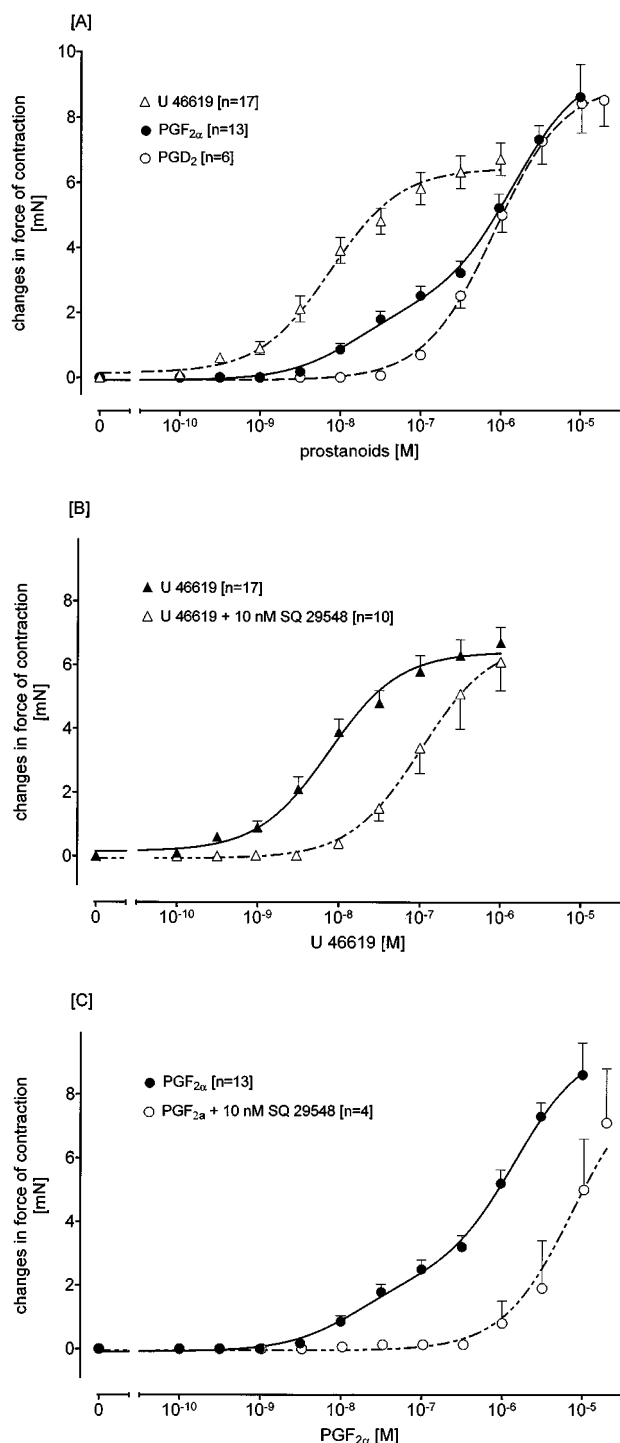 [A]
10
8
6
4
2
0
changes in force of contraction
[mN]
U 46619 [n=17]
PGF2α [n=13]
PGD2 [n=6]
0
10-10
10-9
10-8
10-7
10-6
10-5
prostanoids [M]
[B]
8
6
4
2
0
changes in force of contraction
[mN]
U 46619 [n=17]
U 46619 + 10 nM SQ 29548 [n=10]
0
10-10
10-9
10-8
10-7
10-6
10-5
U 46619 [M]
[C]
8
6
4
2
0
changes in force of contraction
[mN]
PGF2α [n=13]
PGF2a + 10 nM SQ 29548 [n=4]
0
10-10
10-9
10-8
10-7
10-6
10-5
PGF2α [M]